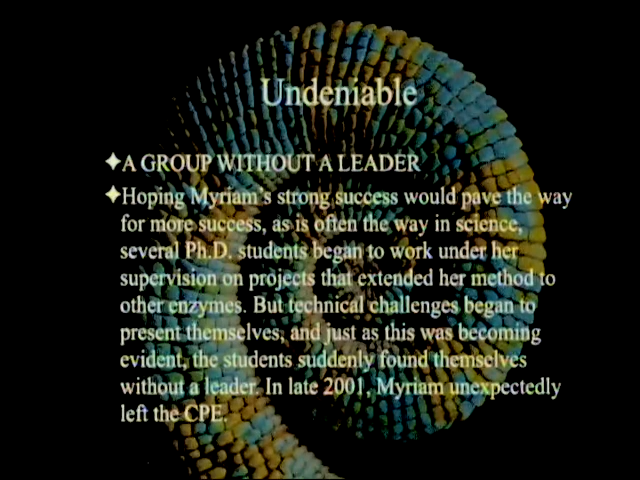 Undeniable
A GROUP WITHOUT A LEADER
Hoping Myriam's strong success would pave the way
for more success, as is often the way in science,
several Ph.D. students began to work under her
supervision on projects that extended her method to
other enzymes. But technical challenges began to
present themselves, and just as this was becoming
evident, the students suddenly found themselves
without a leader. In late 2001, Myriam unexpectedly
left the CPE.